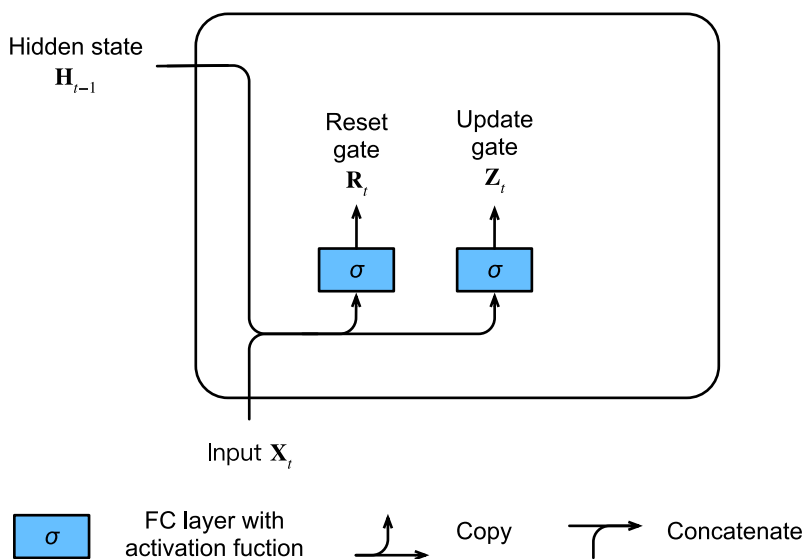 Hidden state
H_{t−1}
Reset
gate
R_t
Update
gate
Z_t
σ
σ
Input X_t
σ
FC layer with
activation fuction
Copy
Concatenate